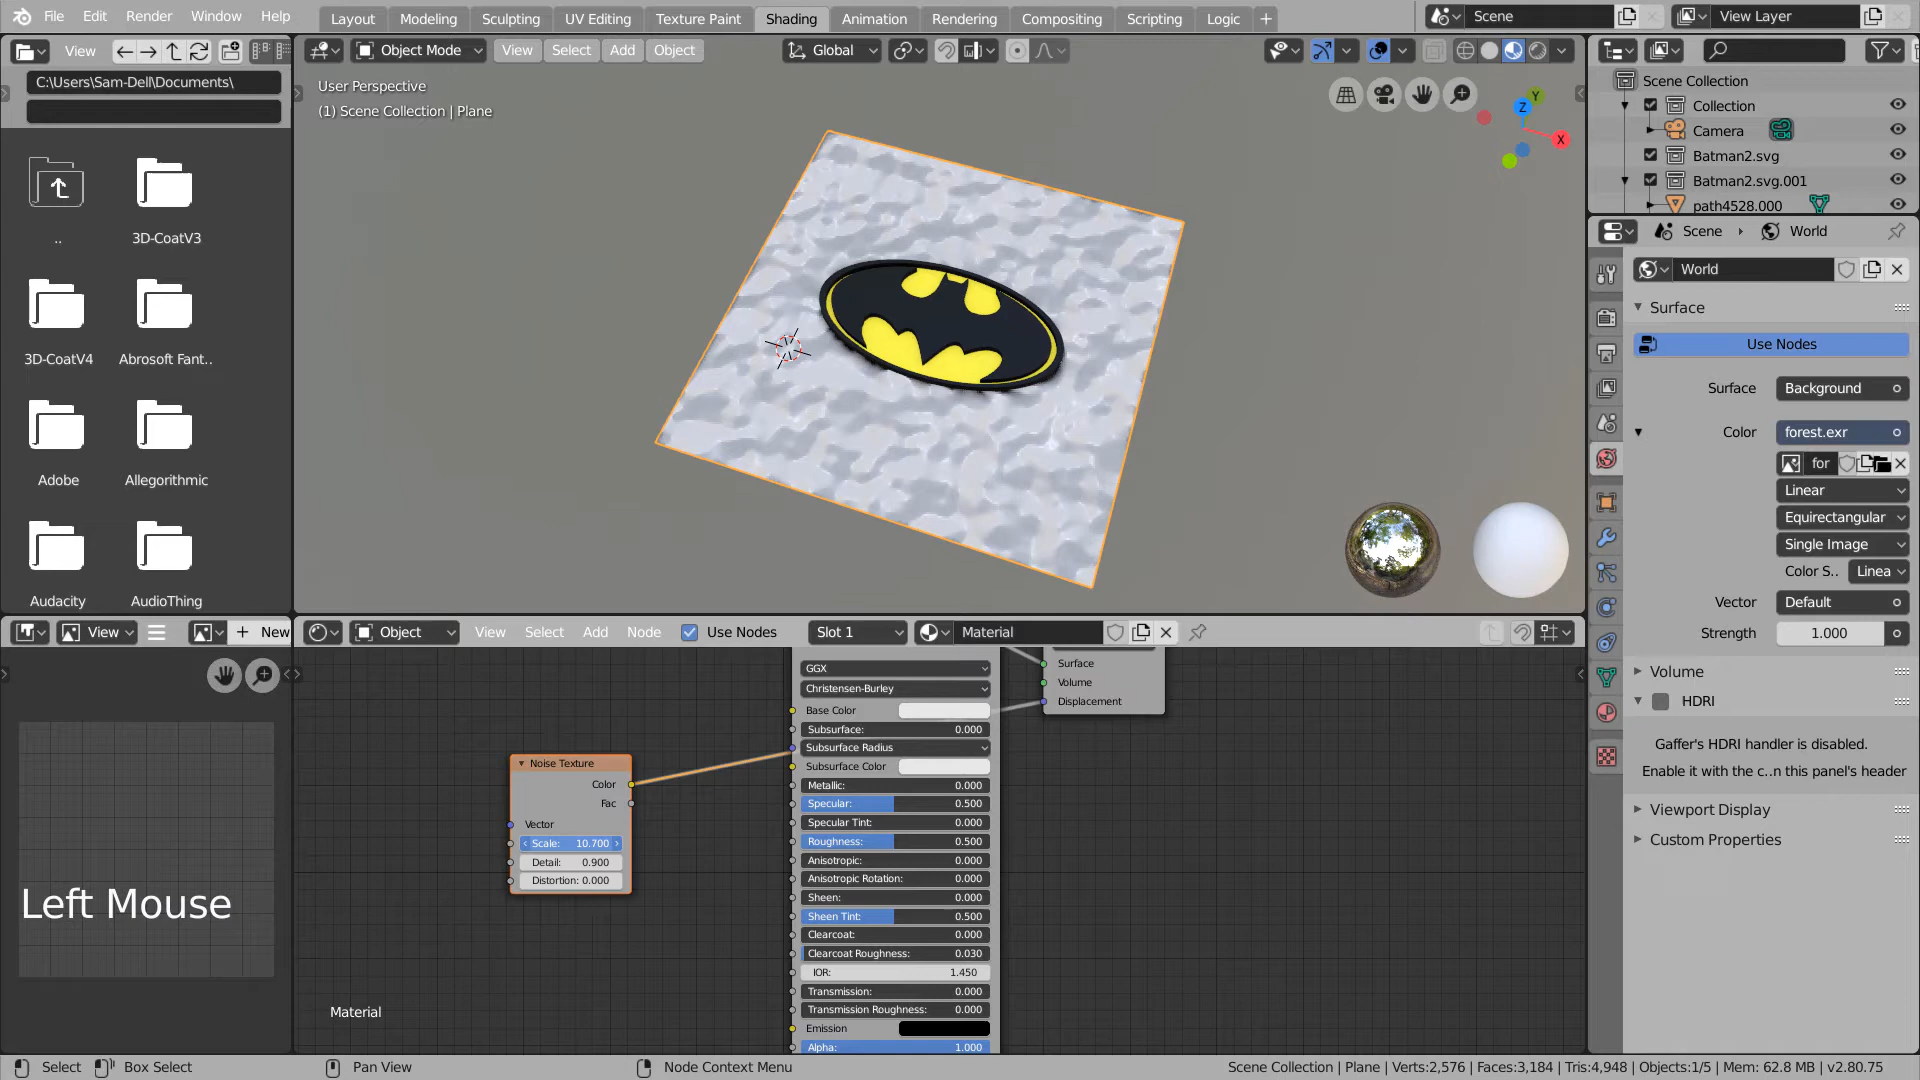 File Edit Render Window Help
Layout Modeling Sculpting UV Editing Texture Paint Shading Animation Rendering Compositing Scripting Logic +
Scene
View Layer
View
Object Mode View Select Add Object
Global
C:\Users\Sam-Dell\Documents\
User Perspective
(1) Scene Collection | Plane
Y
Z
X
..
3D-CoatV3
3D-CoatV4
Abrosoft Fant..
Adobe
Allegorithmic
Audacity
AudioThing
Scene Collection
Collection
Camera
Batman2.svg
Batman2.svg.001
path4528.000
Scene
World
World
Surface
Use Nodes
Surface Background
Color forest.exr
for
Linear
Equirectangular
Single Image
Color S.. Linea
Vector Default
Strength 1.000
Volume
HDRI
Gaffer's HDRI handler is disabled.
Enable it with the c..n this panel's header
Viewport Display
Custom Properties
View
New
Object View Select Add Node Use Nodes Slot 1 Material
GGX
Christensen-Burley
Base Color
Subsurface: 0.000
Subsurface Radius
Subsurface Color
Metallic: 0.000
Specular: 0.500
Specular Tint: 0.000
Roughness: 0.500
Anisotropic: 0.000
Anisotropic Rotation: 0.000
Sheen: 0.000
Sheen Tint: 0.500
Clearcoat: 0.000
Clearcoat Roughness: 0.030
IOR: 1.450
Transmission: 0.000
Transmission Roughness: 0.000
Emission
Alpha: 1.000
Surface
Volume
Displacement
Noise Texture
Color
Fac
Vector
Scale: 10.700
Detail: 0.900
Distortion: 0.000
Left Mouse
Material
Select Box Select Pan View Node Context Menu
Scene Collection | Plane | Verts:2,576 | Faces:3,184 | Tris:4,948 | Objects:1/5 | Mem: 62.8 MB | v2.80.75